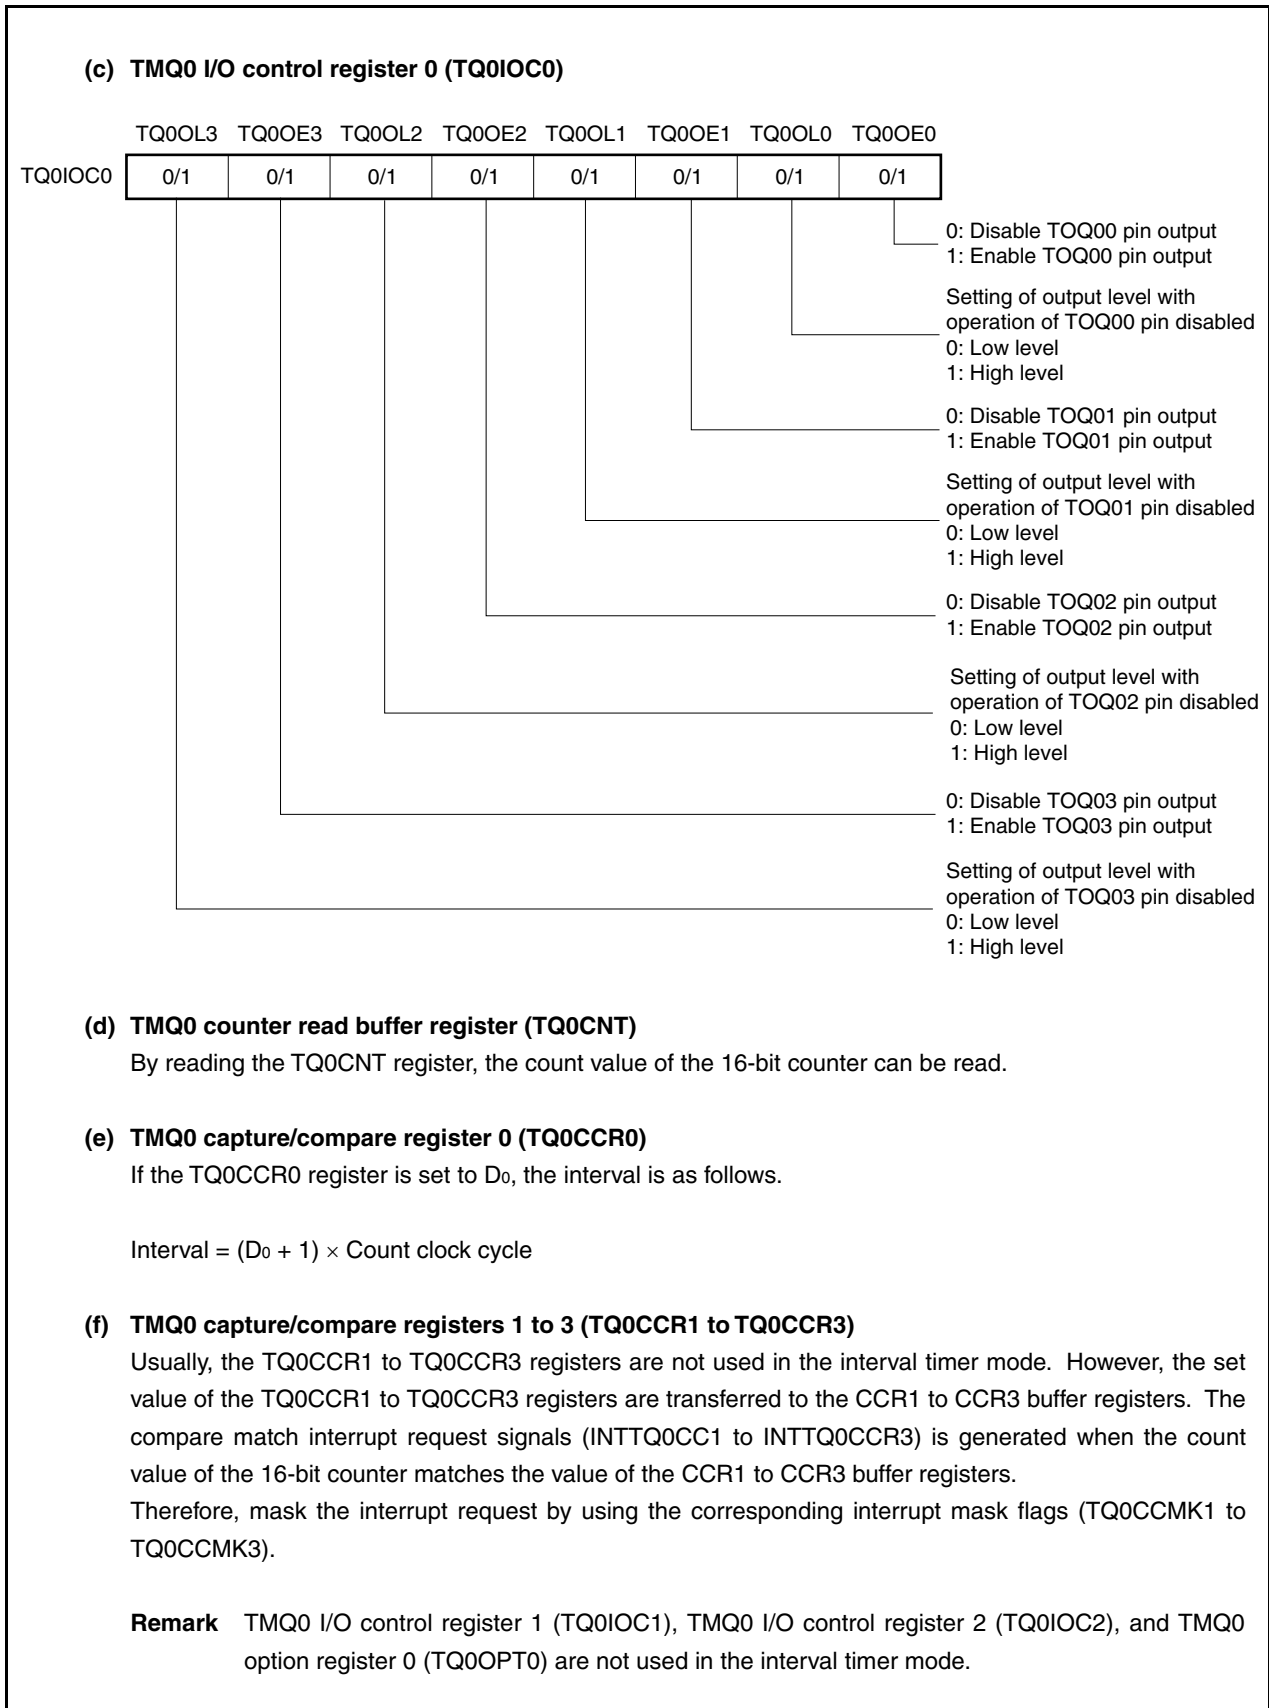 (c) TMQ0 I/O control register 0 (TQ0IOC0)
TQ0OL3 TQ0OE3 TQ0OL2 TQ0OE2 TQ0OL1 TQ0OE1 TQ0OL0 TQ0OE0
TQ0IOC0 0/1 0/1 0/1 0/1 0/1 0/1 0/1 0/1
0: Disable TOQ00 pin output
1: Enable TOQ00 pin output
Setting of output level with
operation of TOQ00 pin disabled
0: Low level
1: High level
0: Disable TOQ01 pin output
1: Enable TOQ01 pin output
Setting of output level with
operation of TOQ01 pin disabled
0: Low level
1: High level
0: Disable TOQ02 pin output
1: Enable TOQ02 pin output
Setting of output level with
operation of TOQ02 pin disabled
0: Low level
1: High level
0: Disable TOQ03 pin output
1: Enable TOQ03 pin output
Setting of output level with
operation of TOQ03 pin disabled
0: Low level
1: High level
(d) TMQ0 counter read buffer register (TQ0CNT)
By reading the TQ0CNT register, the count value of the 16-bit counter can be read.
(e) TMQ0 capture/compare register 0 (TQ0CCR0)
If the TQ0CCR0 register is set to D0, the interval is as follows.
Interval = (D0 + 1) × Count clock cycle
(f) TMQ0 capture/compare registers 1 to 3 (TQ0CCR1 to TQ0CCR3)
Usually, the TQ0CCR1 to TQ0CCR3 registers are not used in the interval timer mode. However, the set
value of the TQ0CCR1 to TQ0CCR3 registers are transferred to the CCR1 to CCR3 buffer registers. The
compare match interrupt request signals (INTTQ0CC1 to INTTQ0CCR3) is generated when the count
value of the 16-bit counter matches the value of the CCR1 to CCR3 buffer registers.
Therefore, mask the interrupt request by using the corresponding interrupt mask flags (TQ0CCMK1 to
TQ0CCMK3).
Remark TMQ0 I/O control register 1 (TQ0IOC1), TMQ0 I/O control register 2 (TQ0IOC2), and TMQ0
option register 0 (TQ0OPT0) are not used in the interval timer mode.